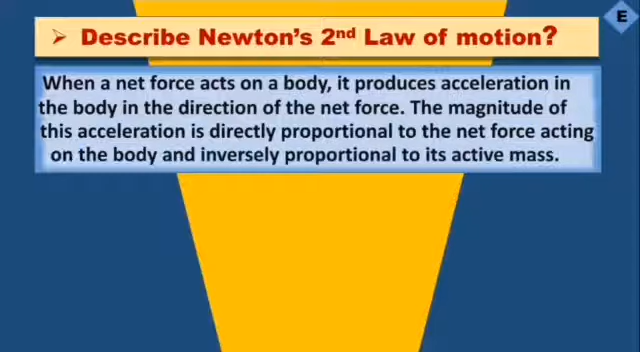 E
➢ Describe Newton's 2nd Law of motion?
When a net force acts on a body, it produces acceleration in
the body in the direction of the net force. The magnitude of
this acceleration is directly proportional to the net force acting
on the body and inversely proportional to its active mass.